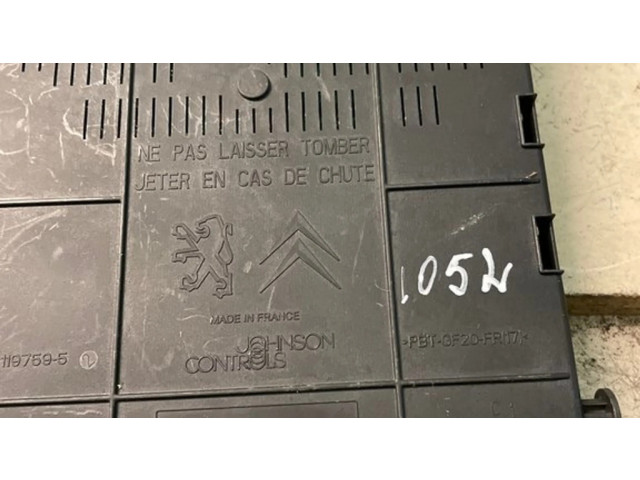 NE PAS LAISSER TOMBER
JETER EN CAS DE CHUTE
.052
MADE IN FRANCE
JOHNSON
CONTROLS
119759-5
>PBT-GF20-FR(17)<